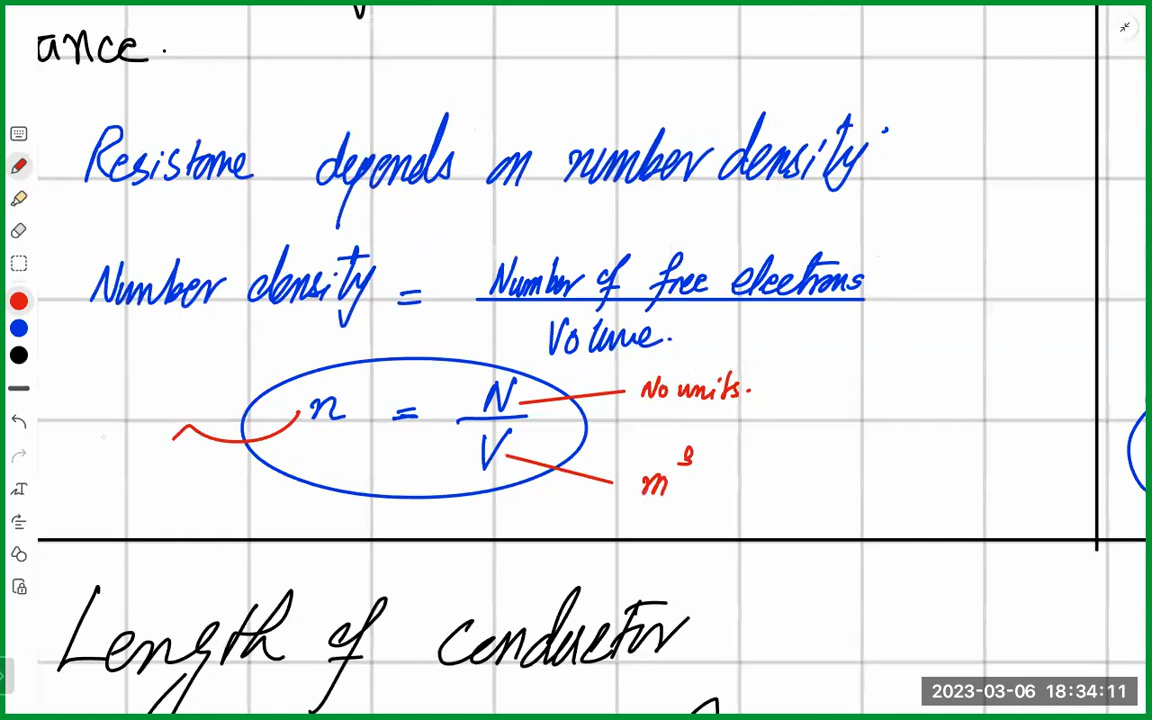 ance.
Resistance depends on number density.
Number density = Number of free electrons
Volume.
n = N
V
No units.
m³
Length of conductor
2023-03-06 18:34:11